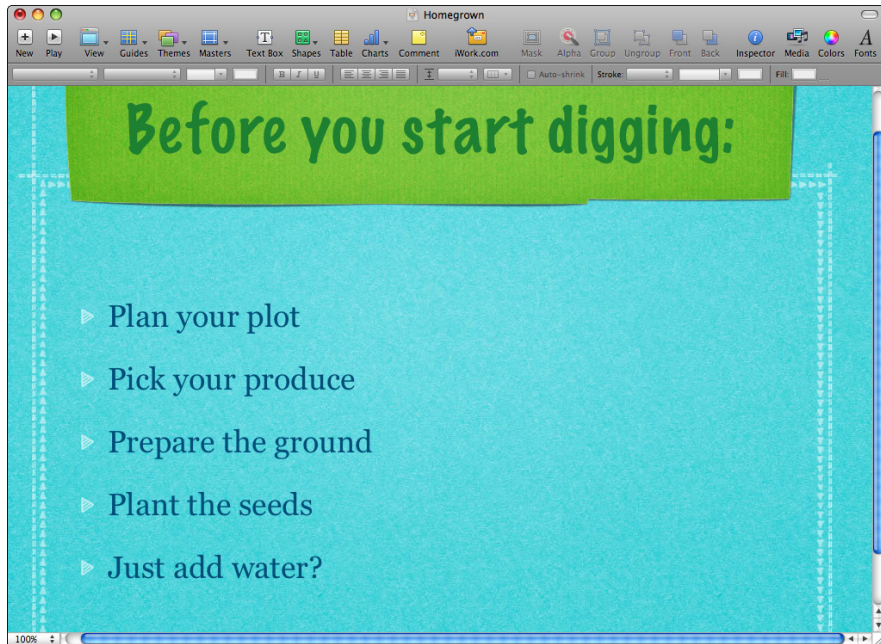 Homegrown
New Play View Guides Themes Masters Text Box Shapes Table Charts Comment iWork.com Mask Alpha Group Ungroup Front Back Inspector Media Colors Fonts
B I U Auto-shrink Stroke: Fill:
Before you start digging:
Plan your plot
Pick your produce
Prepare the ground
Plant the seeds
Just add water?
100%